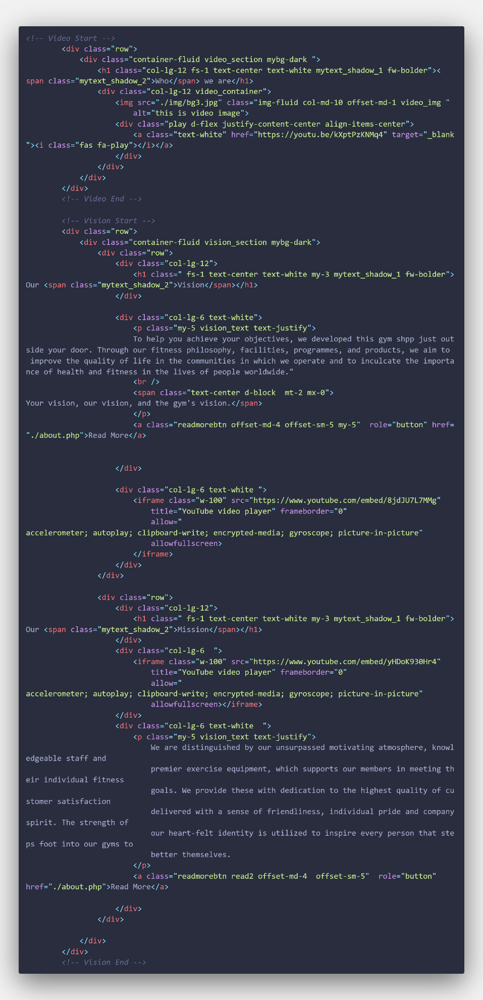 <!-- Video Start -->
        <div class="row">
            <div class="container-fluid video_section mybg-dark ">
                <h1 class="col-lg-12 fs-1 text-center text-white mytext_shadow_1 fw-bolder"><
span class="mytext_shadow_2">Who</span> we are</h1>
                <div class="col-lg-12 video_container">
                    <img src="./img/bg3.jpg" class="img-fluid col-md-10 offset-md-1 video_img "
                        alt="this is video image">
                    <div class="play d-flex justify-content-center align-items-center">
                        <a class="text-white" href="https://youtu.be/kXptPzKNMq4" target="_blank
"><i class="fas fa-play"></i></a>
                    </div>
                </div>
            </div>
        </div>
        <!-- Video End -->

        <!-- Vision Start -->
        <div class="row">
            <div class="container-fluid vision_section mybg-dark">
                <div class="row">
                    <div class="col-lg-12">
                        <h1 class=" fs-1 text-center text-white my-3 mytext_shadow_1 fw-bolder">
Our <span class="mytext_shadow_2">Vision</span></h1>
                    </div>

                    <div class="col-lg-6 text-white">
                        <p class="my-5 vision_text text-justify">
                        To help you achieve your objectives, we developed this gym shpp just out
side your door. Through our fitness philosophy, facilities, programmes, and products, we aim to
 improve the quality of life in the communities in which we operate and to inculcate the importa
nce of health and fitness in the lives of people worldwide."
                        <br />
                        <span class="text-center d-block  mt-2 mx-0">
Your vision, our vision, and the gym's vision.</span>
                        </p>
                        <a class="readmorebtn offset-md-4 offset-sm-5 my-5"  role="button" href=
"./about.php">Read More</a>


                    </div>

                    <div class="col-lg-6 text-white ">
                        <iframe class="w-100" src="https://www.youtube.com/embed/8jdJU7L7MMg"
                            title="YouTube video player" frameborder="0"
                            allow="
accelerometer; autoplay; clipboard-write; encrypted-media; gyroscope; picture-in-picture"
                            allowfullscreen>
                        </iframe>
                    </div>
                </div>

                <div class="row">
                    <div class="col-lg-12">
                        <h1 class=" fs-1 text-center text-white my-3 mytext_shadow_1 fw-bolder">
Our <span class="mytext_shadow_2">Mission</span></h1>
                    </div>
                    <div class="col-lg-6  ">
                        <iframe class="w-100" src="https://www.youtube.com/embed/yHDoK930Hr4"
                            title="YouTube video player" frameborder="0"
                            allow="
accelerometer; autoplay; clipboard-write; encrypted-media; gyroscope; picture-in-picture"
                            allowfullscreen></iframe>
                    </div>
                    <div class="col-lg-6 text-white  ">
                        <p class="my-5 vision_text text-justify">
                            We are distinguished by our unsurpassed motivating atmosphere, knowl
edgeable staff and
                            premier exercise equipment, which supports our members in meeting th
eir individual fitness
                            goals. We provide these with dedication to the highest quality of cu
stomer satisfaction
                            delivered with a sense of friendliness, individual pride and company
spirit. The strength of
                            our heart-felt identity is utilized to inspire every person that ste
ps foot into our gyms to
                            better themselves.
                        </p>
                        <a class="readmorebtn read2 offset-md-4  offset-sm-5"  role="button"
href="./about.php">Read More</a>

                    </div>
                </div>

            </div>
        </div>
        <!-- Vision End -->